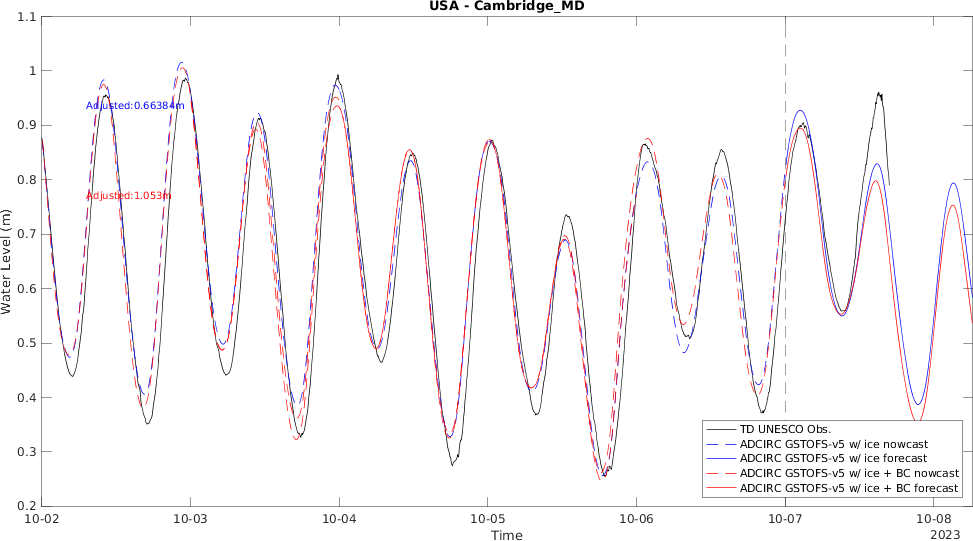 USA - Cambridge_MD
1.1
1
0.9
0.8
0.7
0.6
0.5
0.4
0.3
0.2
Water Level (m)
Adjusted:0.66384m
Adjusted:1.053m
TD UNESCO Obs.
ADCIRC GSTOFS-v5 w/ ice nowcast
ADCIRC GSTOFS-v5 w/ ice forecast
ADCIRC GSTOFS-v5 w/ ice + BC nowcast
ADCIRC GSTOFS-v5 w/ ice + BC forecast
10-02 10-03 10-04 10-05 10-06 10-07 10-08
Time
2023